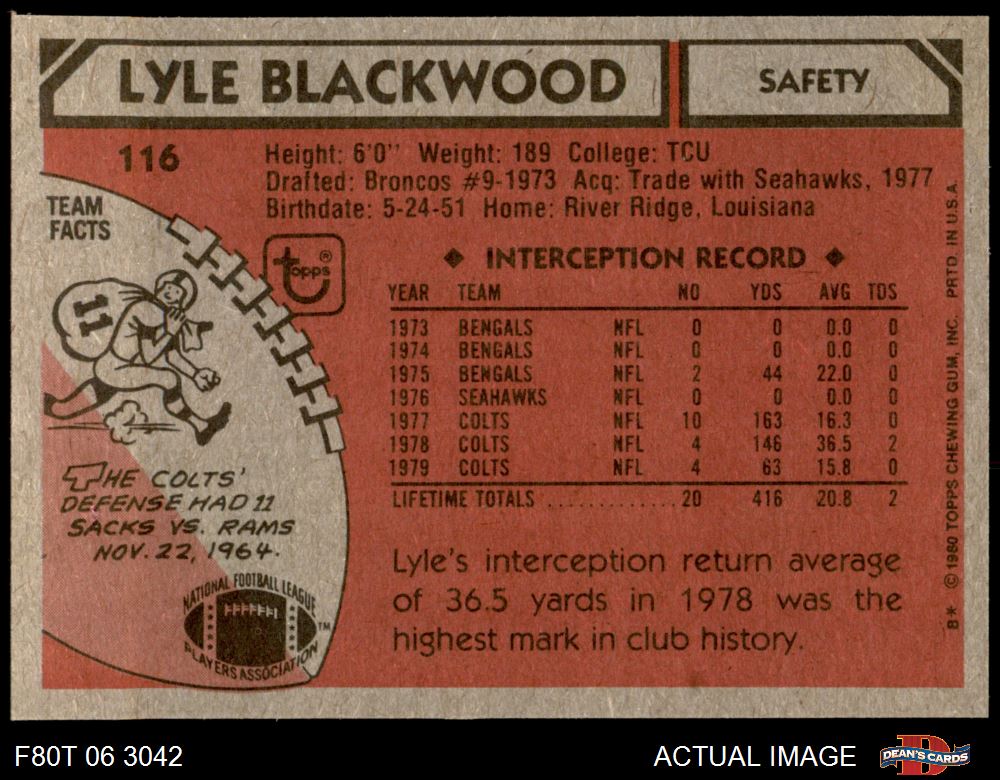 LYLE BLACKWOOD
SAFETY
116
Height: 6'0" Weight: 189 College: TCU
Drafted: Broncos #9-1973 Acq: Trade with Seahawks, 1977
Birthdate: 5-24-51 Home: River Ridge, Louisiana
TEAM
FACTS
topps®
11
THE COLTS'
DEFENSE HAD 11
SACKS VS. RAMS
NOV. 22, 1964.
NATIONAL FOOTBALL LEAGUE
PLAYERS ASSOCIATION
TM
◆ INTERCEPTION RECORD ◆
YEAR TEAM NO YDS AVG TDS
1973 BENGALS NFL 0 0 0.0 0
1974 BENGALS NFL 0 0 0.0 0
1975 BENGALS NFL 2 44 22.0 0
1976 SEAHAWKS NFL 0 0 0.0 0
1977 COLTS NFL 10 163 16.3 0
1978 COLTS NFL 4 146 36.5 2
1979 COLTS NFL 4 63 15.8 0
LIFETIME TOTALS ............ 20 416 20.8 2
Lyle's interception return average
of 36.5 yards in 1978 was the
highest mark in club history.
8* © 1980 TOPPS CHEWING GUM, INC. PRTD. IN U.S.A.
F80T 06 3042
ACTUAL IMAGE
DEAN'S CARDS